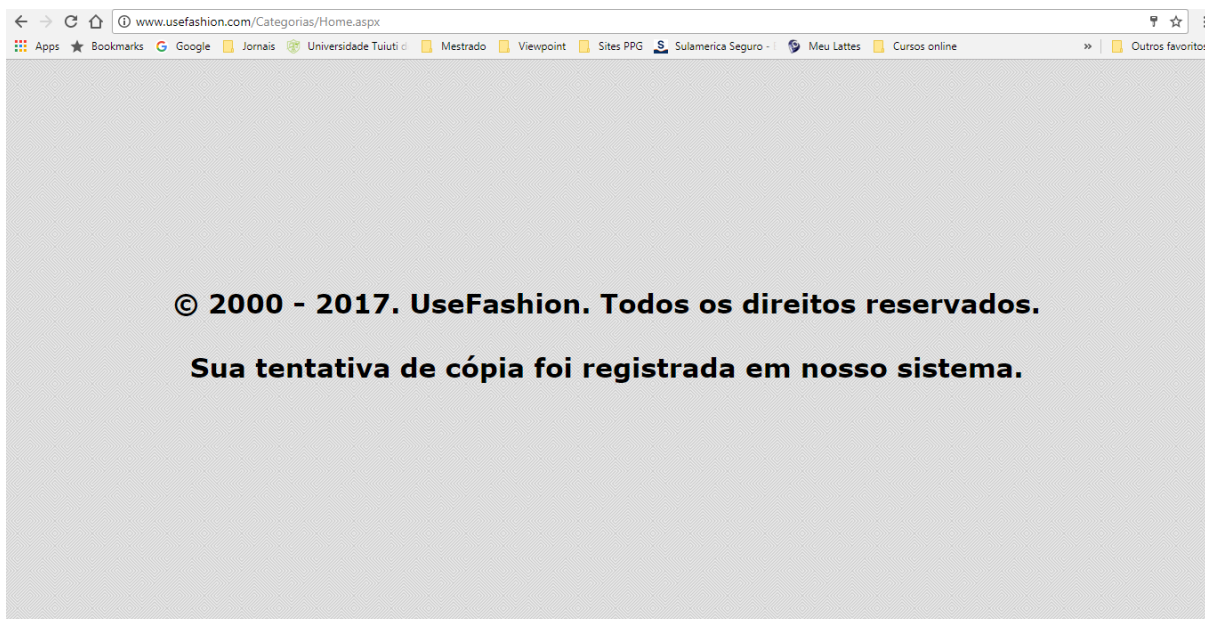 www.usefashion.com/Categorias/Home.aspx
Apps Bookmarks Google Jornais Universidade Tuiuti d Mestrado Viewpoint Sites PPG Sulamerica Seguro - Meu Lattes Cursos online » Outros favoritos
© 2000 - 2017. UseFashion. Todos os direitos reservados.
Sua tentativa de cópia foi registrada em nosso sistema.